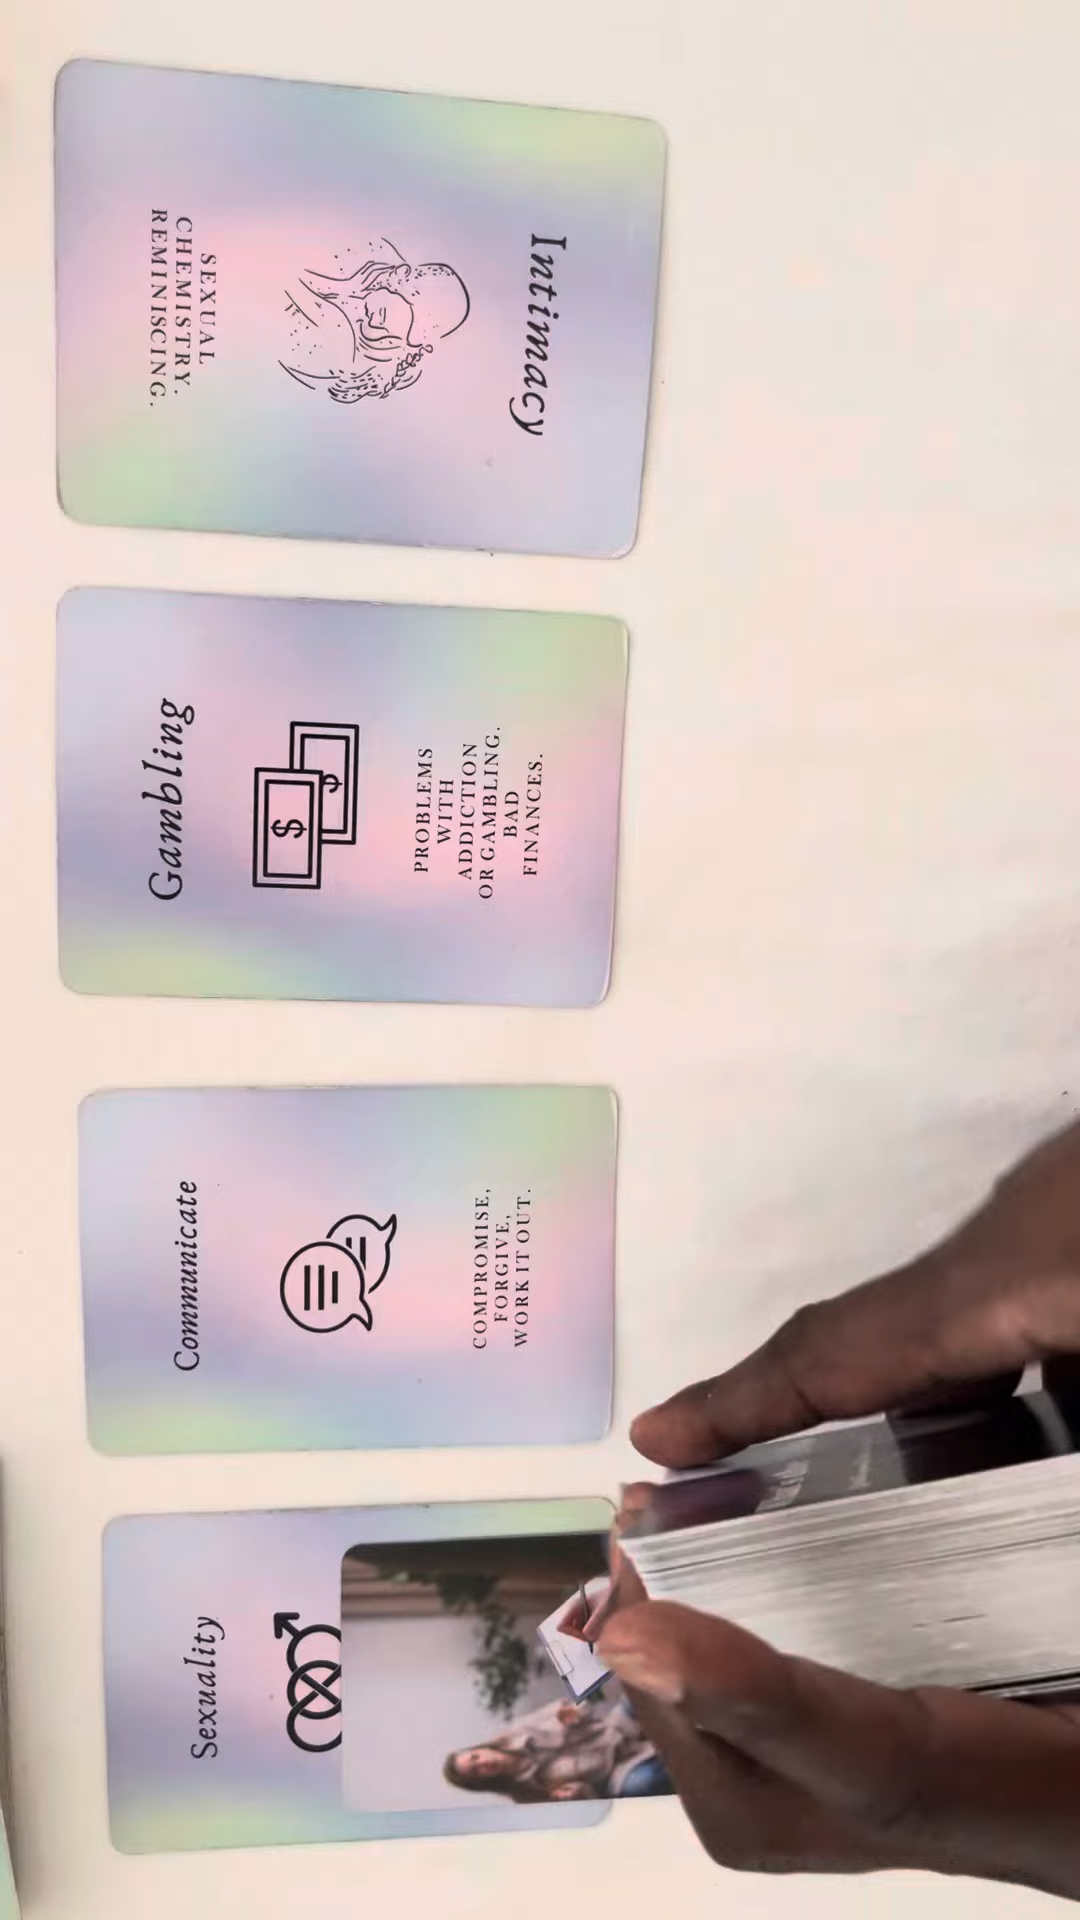 Intimacy
SEXUAL
CHEMISTRY.
REMINISCING.
Gambling
$
$
PROBLEMS
WITH
ADDICTION
OR GAMBLING.
BAD
FINANCES.
Communicate
COMPROMISE,
FORGIVE,
WORK IT OUT.
Sexuality